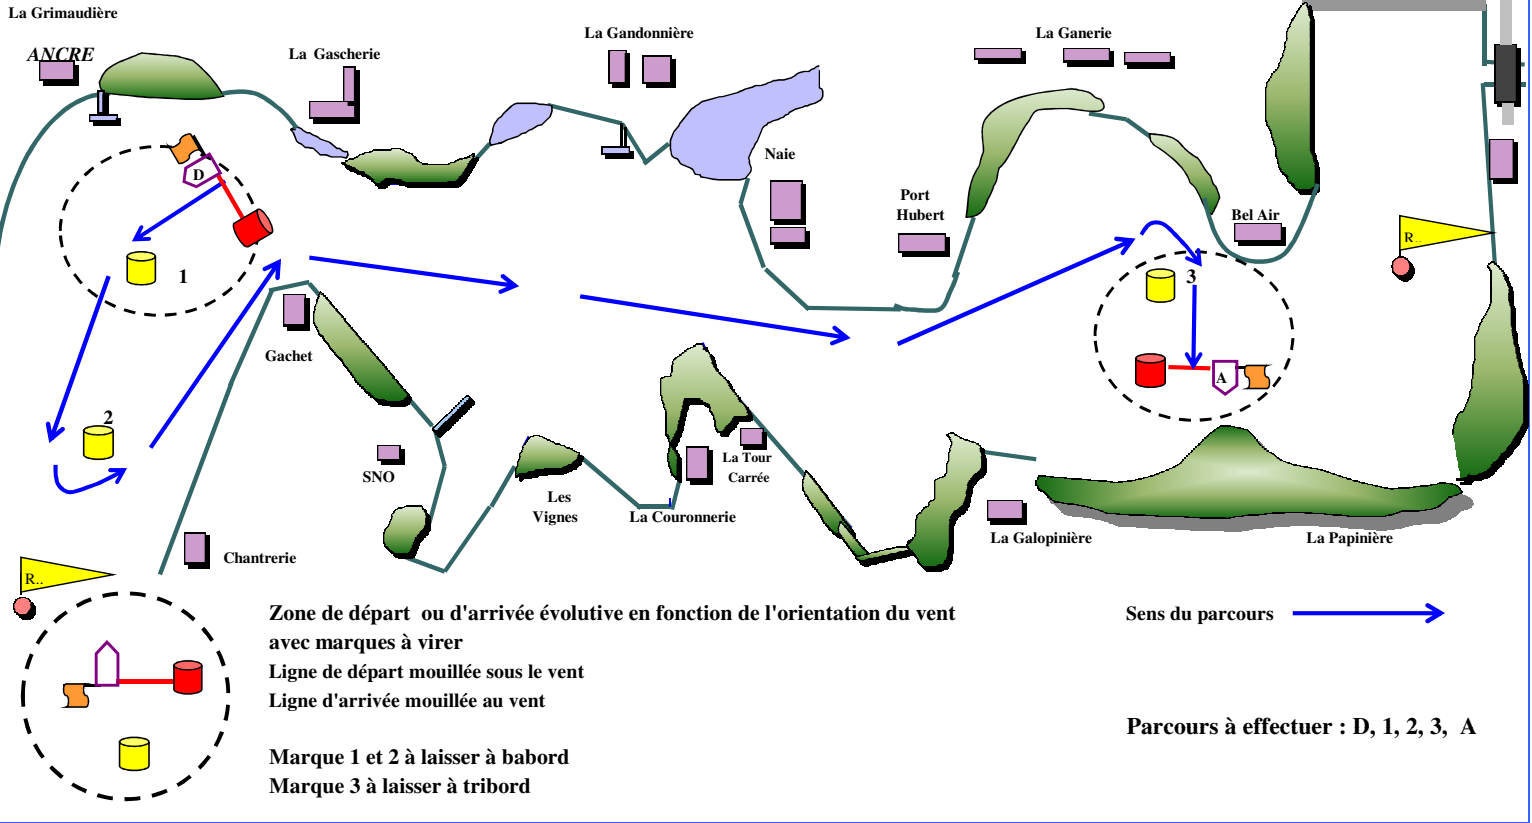 La Grimaudière
ANCRE
La Gascherie
La Gandonnière
La Ganerie
Naie
Port
Hubert
Bel Air
R..
D
1
3
A
Gachet
2
SNO
Les
Vignes
La Tour
Carrée
La Couronnerie
La Galopinière
La Papinière
Chantrerie
R..
Zone de départ ou d'arrivée évolutive en fonction de l'orientation du vent
avec marques à virer
Ligne de départ mouillée sous le vent
Ligne d'arrivée mouillée au vent
Marque 1 et 2 à laisser à babord
Marque 3 à laisser à tribord
Sens du parcours
Parcours à effectuer : D, 1, 2, 3, A